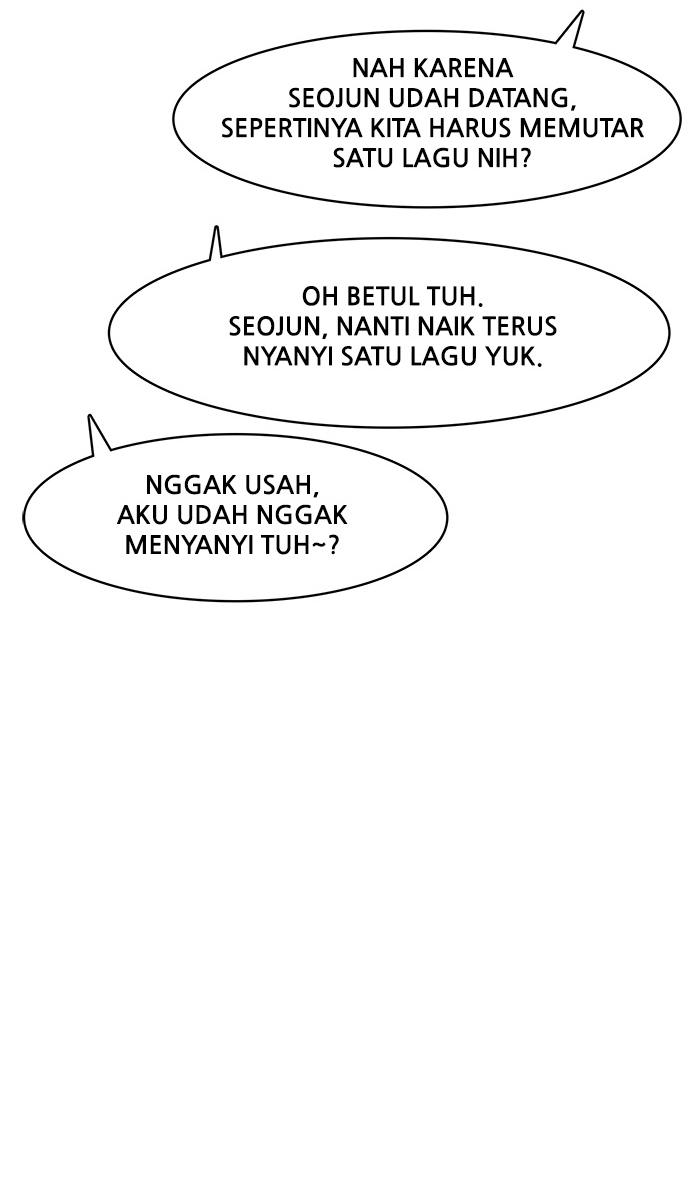 NAH KARENA
SEOJUN UDAH DATANG,
SEPERTINYA KITA HARUS MEMUTAR
SATU LAGU NIH?
OH BETUL TUH.
SEOJUN, NANTI NAIK TERUS
NYANYI SATU LAGU YUK.
NGGAK USAH,
AKU UDAH NGGAK
MENYANYI TUH~?